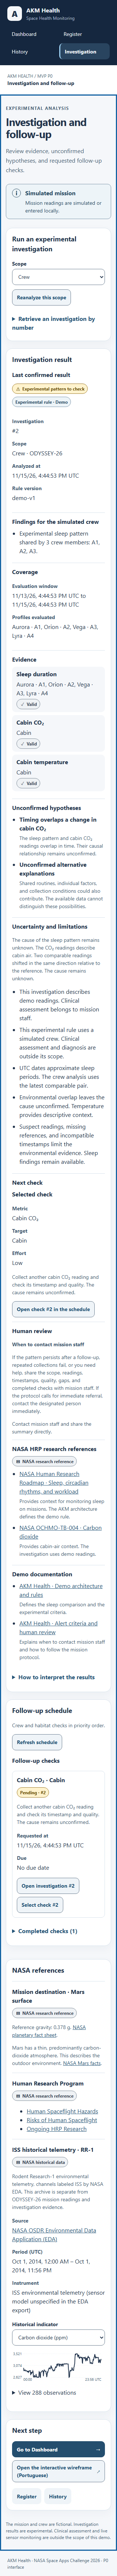 A
AKM Health
Space Health Monitoring
Dashboard
Register
History
Investigation
AKM HEALTH / MVP P0
Investigation and follow-up
EXPERIMENTAL ANALYSIS
Investigation and
follow-up
Review evidence, unconfirmed
hypotheses, and requested follow-up
checks.
Simulated mission
Mission readings are simulated or
entered locally.
Run an experimental
investigation
Scope
Crew
Reanalyze this scope
Retrieve an investigation by
number
Investigation result
Last confirmed result
Experimental pattern to check
Experimental rule · Demo
Investigation
#2
Scope
Crew · ODYSSEY-26
Analyzed at
11/15/26, 4:44:53 PM UTC
Rule version
demo-v1
Findings for the simulated crew
Experimental sleep pattern
shared by 3 crew members: A1,
A2, A3.
Coverage
Evaluation window
11/13/26, 4:44:53 PM UTC to
11/15/26, 4:44:53 PM UTC
Profiles evaluated
Aurora · A1, Orion · A2, Vega · A3,
Lyra · A4
Evidence
Sleep duration
Aurora · A1, Orion · A2, Vega ·
A3, Lyra · A4
✓ Valid
Cabin CO₂
Cabin
✓ Valid
Cabin temperature
Cabin
✓ Valid
Unconfirmed hypotheses
Timing overlaps a change in
cabin CO₂
The sleep pattern and cabin CO₂
readings overlap in time. Their causal
relationship remains unconfirmed.
Unconfirmed alternative
explanations
Shared routines, individual factors,
and collection conditions could also
contribute. The available data cannot
distinguish these possibilities.
Uncertainty and limitations
The cause of the sleep pattern remains
unknown. The CO₂ readings describe
cabin air. Two comparable readings
shifted in the same direction relative to
the reference. The cause remains
unknown.
This investigation describes
demo readings. Clinical
assessment belongs to mission
staff.
This experimental rule uses a
simulated crew. Clinical
assessment and diagnosis are
outside its scope.
UTC dates approximate sleep
periods. The crew analysis uses
the latest comparable pair.
Environmental overlap leaves the
cause unconfirmed. Temperature
provides descriptive context.
Suspect readings, missing
references, and incompatible
timestamps limit the
environmental evidence. Sleep
findings remain available.
Next check
Selected check
Metric
Cabin CO₂
Target
Cabin
Effort
Low
Collect another cabin CO₂ reading and
check its timestamp and quality. The
cause remains unconfirmed.
Open check #2 in the schedule
Human review
When to contact mission staff
If the pattern persists after a follow-up,
repeated collections fail, or you need
help, share the scope, readings,
timestamps, quality, gaps, and
completed checks with mission staff. If
the protocol calls for immediate referral,
contact the designated person
immediately.
Contact mission staff and share the
summary directly.
NASA HRP research references
NASA research reference
NASA Human Research
Roadmap · Sleep, circadian
rhythms, and workload
Provides context for monitoring sleep
on missions. The AKM architecture
defines the demo rule.
NASA OCHMO-TB-004 · Carbon
dioxide
Provides cabin-air context. The
investigation uses demo readings.
Demo documentation
AKM Health · Demo architecture
and rules
Defines the sleep comparison and the
experimental criteria.
AKM Health · Alert criteria and
human review
Explains when to contact mission staff
and how to follow the mission
protocol.
How to interpret the results
Follow-up schedule
Crew and habitat checks in priority order.
Refresh schedule
Follow-up checks
Cabin CO₂ · Cabin
Pending · #2
Collect another cabin CO₂ reading
and check its timestamp and quality.
The cause remains unconfirmed.
Requested at
11/15/26, 4:44:53 PM UTC
Due
No due date
Open investigation #2
Select check #2
Completed checks (1)
NASA references
Mission destination · Mars
surface
NASA research reference
Reference gravity: 0.378 g. NASA
planetary fact sheet.
Mars has a thin, predominantly carbon-
dioxide atmosphere. This describes the
outdoor environment. NASA Mars facts.
Human Research Program
NASA research reference
Human Spaceflight Hazards
Risks of Human Spaceflight
Ongoing HRP Research
ISS historical telemetry · RR-1
NASA historical data
Rodent Research-1 environmental
telemetry, channels labeled ISS by NASA
EDA. This archive is separate from
ODYSSEY-26 mission readings and
investigation evidence.
Source
NASA OSDR Environmental Data
Application (EDA)
Period (UTC)
Oct 1, 2014, 12:00 AM – Oct 1,
2014, 11:56 PM
Instrument
ISS environmental telemetry (sensor
model unspecified in the EDA
export)
Historical indicator
Carbon dioxide (ppm)
View 288 observations
Next step
Go to Dashboard →
Open the interactive wireframe
(Portuguese) ↗
Register
History
The mission and crew are fictional. Investigation
results are experimental. Clinical assessment and live
monitoring are outside the scope of this demo.
AKM Health · NASA Space Apps Challenge 2026 · P0
interface